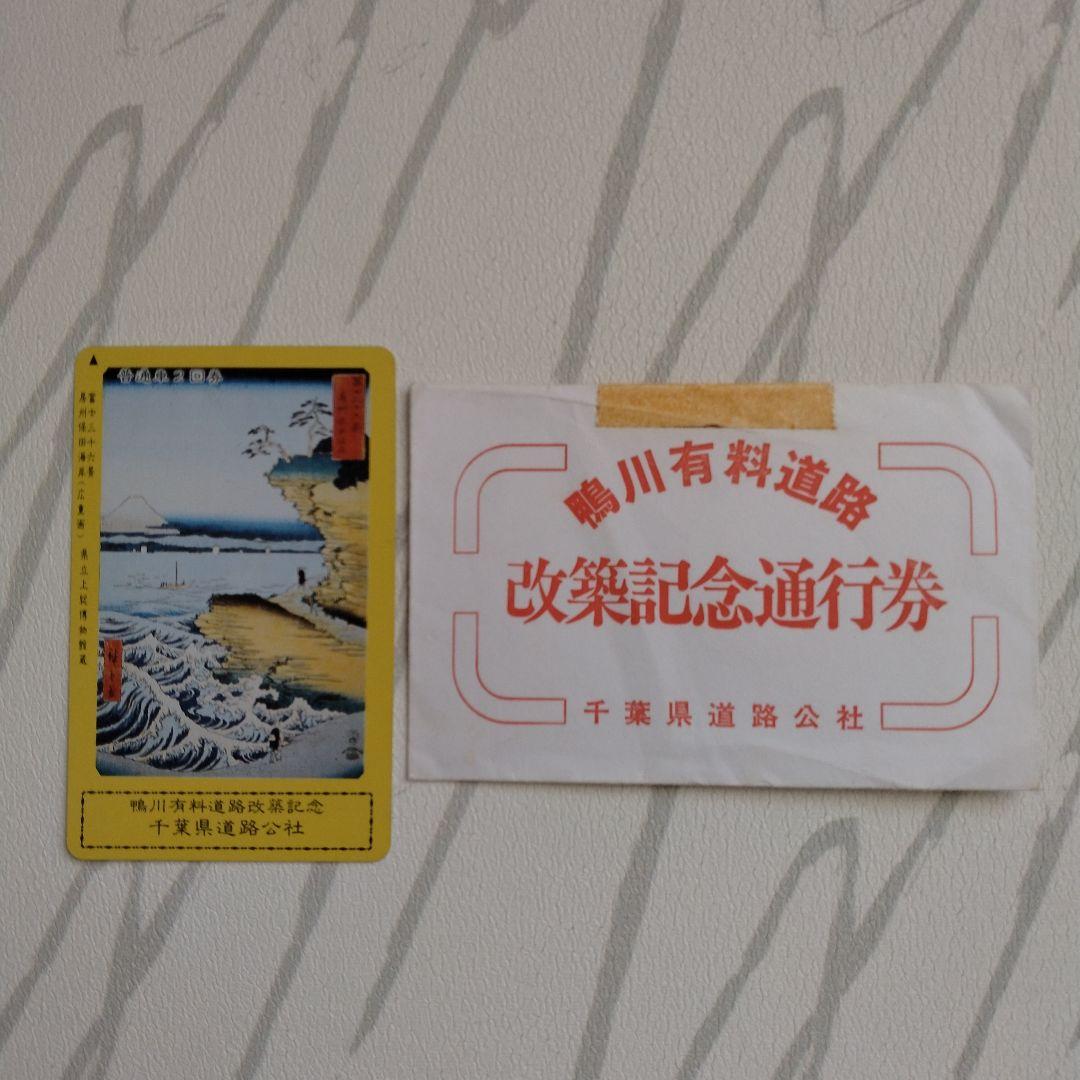 普通車2回券
富士三十六景
房州保田海岸（広重画） 県立上総博物館蔵
鴨川有料道路改築記念
千葉県道路公社
鴨川有料道路
改築記念通行券
千葉県道路公社